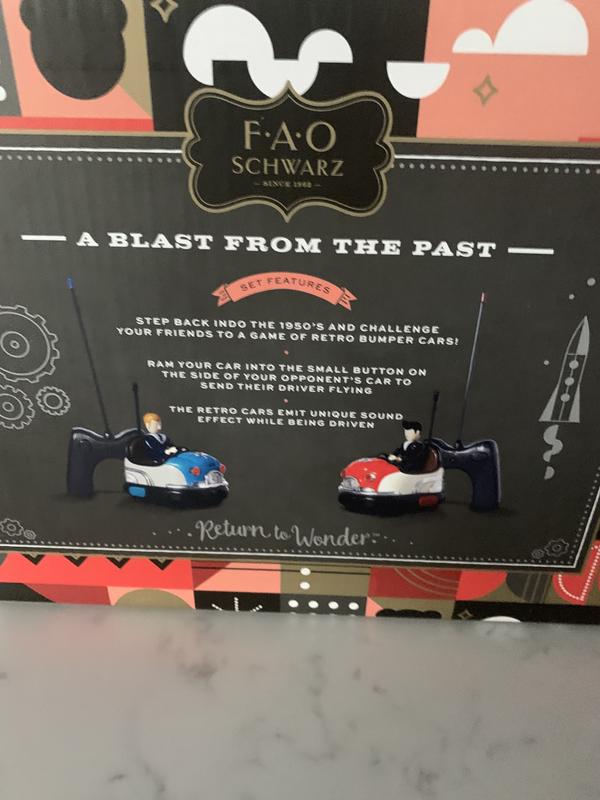 F·A·O
SCHWARZ
— SINCE 1862 —
A BLAST FROM THE PAST
SET FEATURES
STEP BACK INDO THE 1950'S AND CHALLENGE
YOUR FRIENDS TO A GAME OF RETRO BUMPER CARS!
RAM YOUR CAR INTO THE SMALL BUTTON ON
THE SIDE OF YOUR OPPONENT'S CAR TO
SEND THEIR DRIVER FLYING
THE RETRO CARS EMIT UNIQUE SOUND
EFFECT WHILE BEING DRIVEN
Return to Wonder™